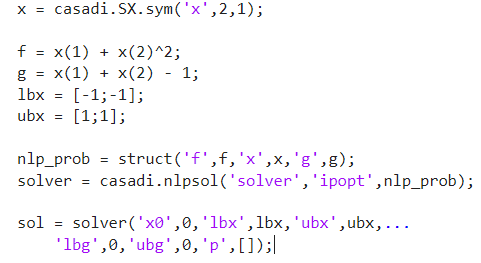 x = casadi.SX.sym('x',2,1);
f = x(1) + x(2)^2;
g = x(1) + x(2) - 1;
lbx = [-1;-1];
ubx = [1;1];
nlp_prob = struct('f',f,'x',x,'g',g);
solver = casadi.nlpsol('solver','ipopt',nlp_prob);
sol = solver('x0',0,'lbx',lbx,'ubx',ubx,...
'lbg',0,'ubg',0,'p',[]);